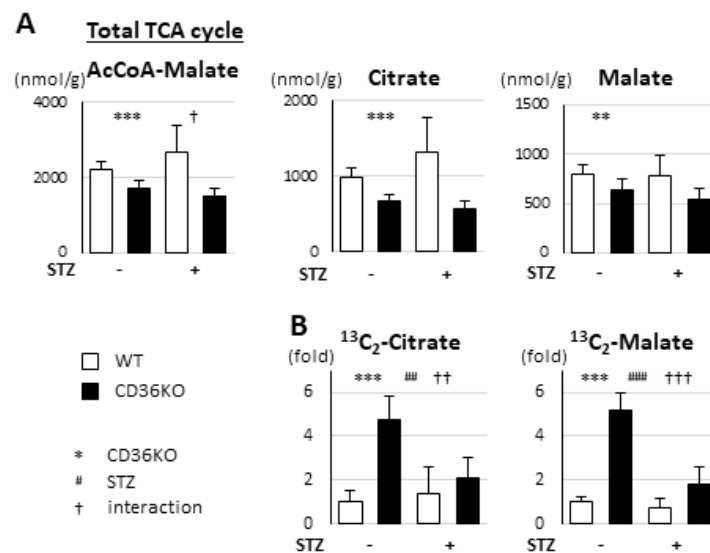 A
Total TCA cycle
(nmol/g) AcCoA-Malate
4000
2000
0
*** †
STZ - +
(nmol/g) Citrate
2000
1000
0
***
STZ - +
(nmol/g) Malate
1500
1000
500
0
**
STZ - +
WT
CD36KO
* CD36KO
# STZ
† interaction
B
(fold) ¹³C₂-Citrate
6
4
2
0
*** ## ††
STZ - +
(fold) ¹³C₂-Malate
6
4
2
0
*** ### †††
STZ - +